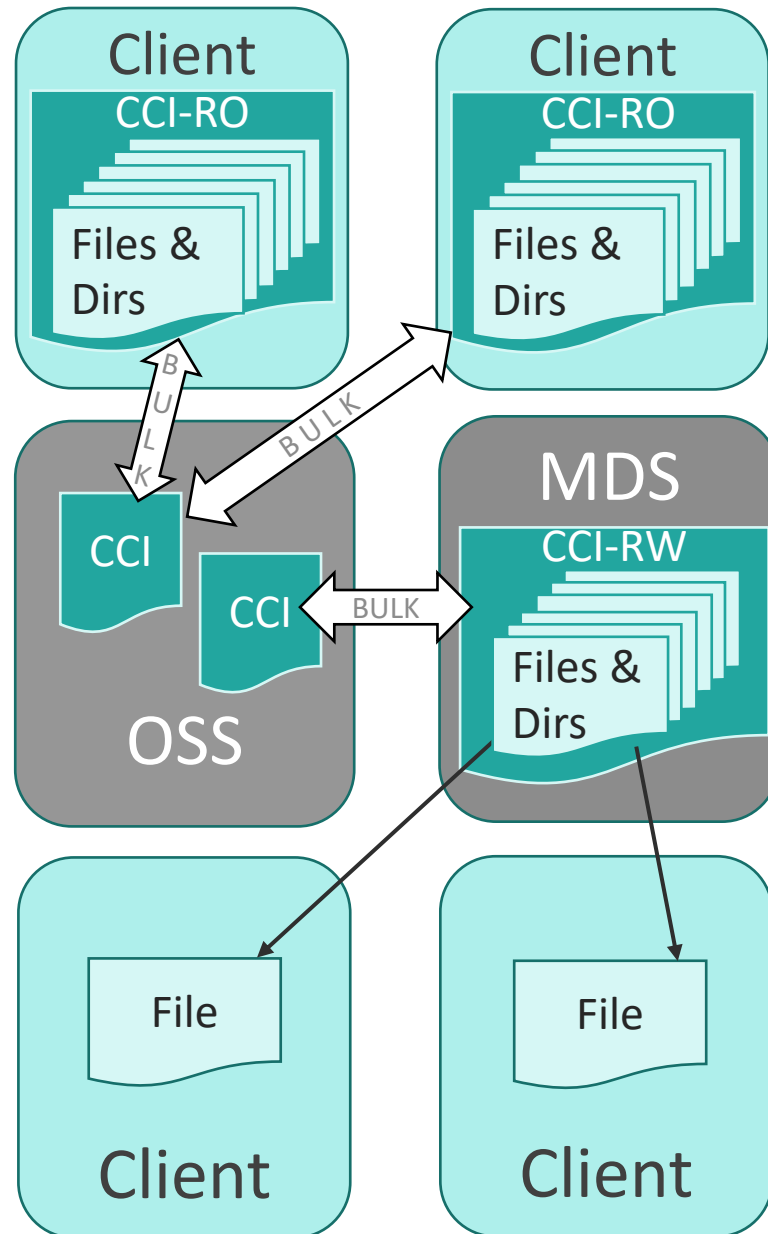 Client
CCI-RO
Files &
Dirs
Client
CCI-RO
Files &
Dirs
BULK
BULK
CCI
CCI
OSS
BULK
MDS
CCI-RW
Files &
Dirs
File
Client
File
Client